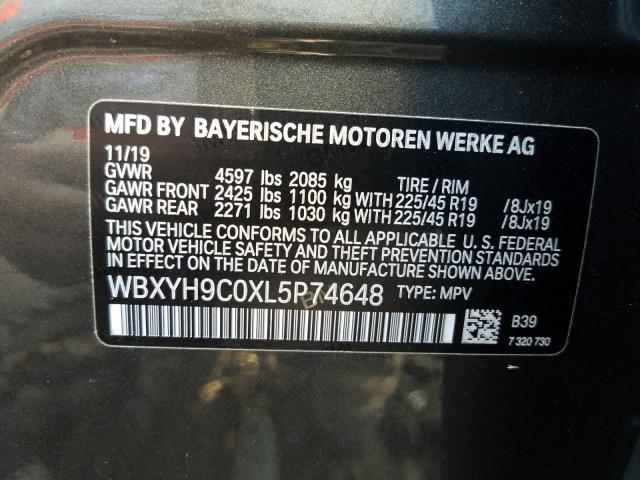 MFD BY BAYERISCHE MOTOREN WERKE AG
11/19
GVWR 4597 lbs 2085 kg TIRE / RIM
GAWR FRONT 2425 lbs 1100 kg WITH 225/45 R19 /8Jx19
GAWR REAR 2271 lbs 1030 kg WITH 225/45 R19 /8Jx19
THIS VEHICLE CONFORMS TO ALL APPLICABLE U. S. FEDERAL
MOTOR VEHICLE SAFETY AND THEFT PREVENTION STANDARDS
IN EFFECT ON THE DATE OF MANUFACTURE SHOWN ABOVE.
WBXYH9C0XL5P74648 TYPE: MPV
B39
7 320 730